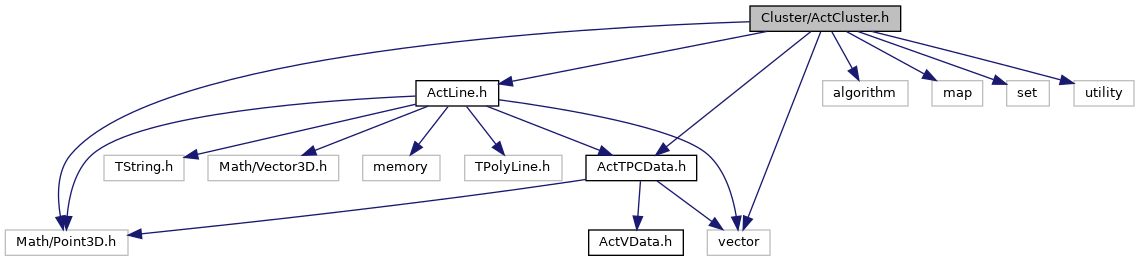 Cluster/ActCluster.h
ActLine.h
algorithm
map
set
utility
TString.h
Math/Vector3D.h
memory
TPolyLine.h
ActTPCData.h
Math/Point3D.h
ActVData.h
vector